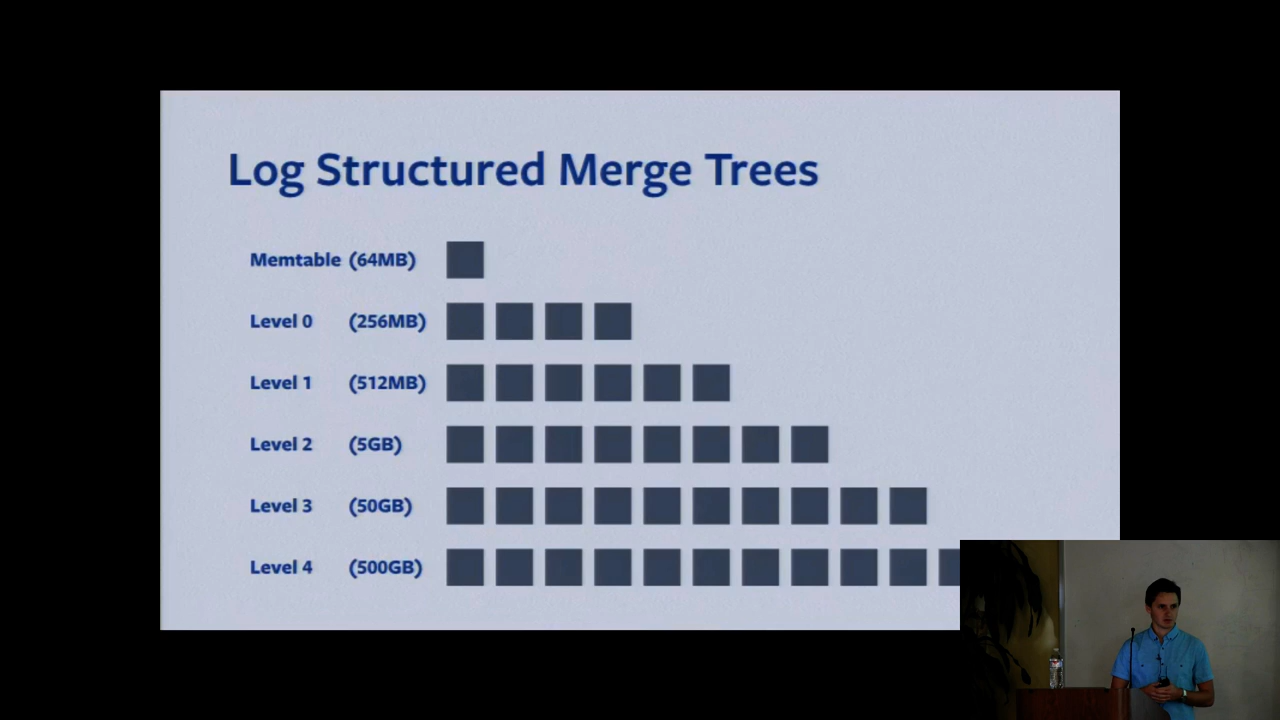 Log Structured Merge Trees
Memtable (64MB)
Level 0 (256MB)
Level 1 (512MB)
Level 2 (5GB)
Level 3 (50GB)
Level 4 (500GB)